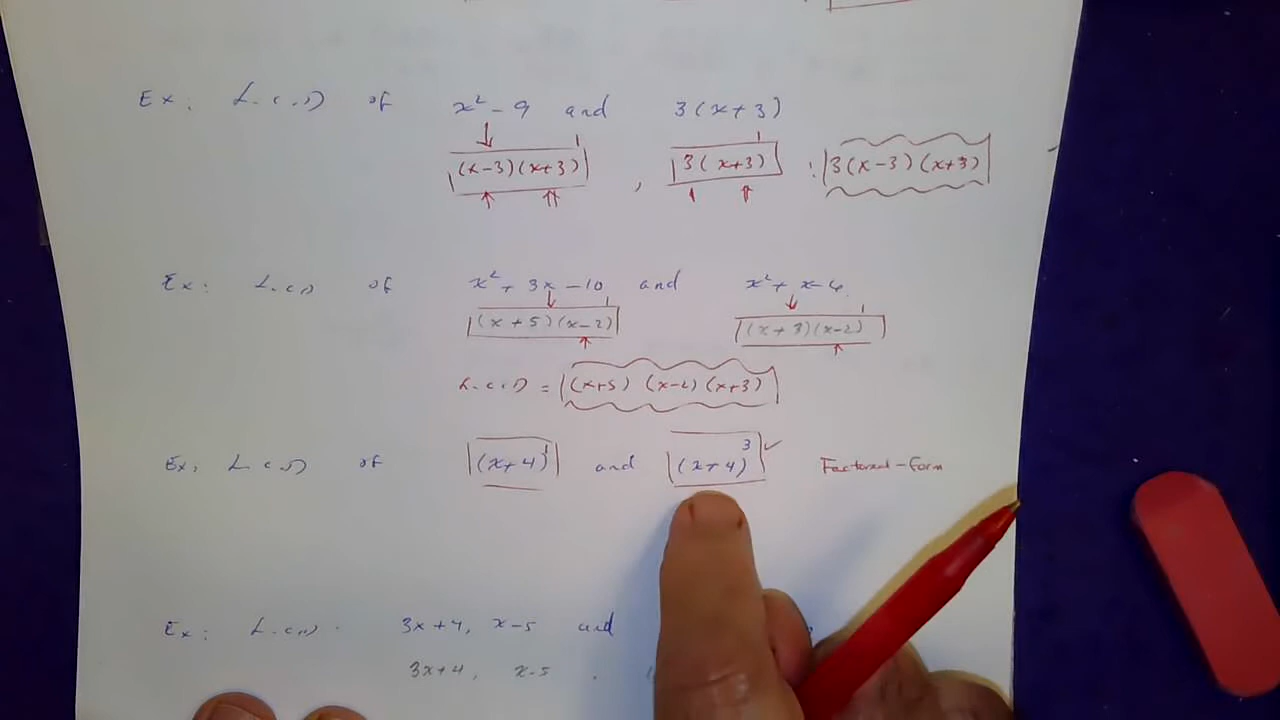 Ex: L.C.D of x² - 9 and 3(x+3)
(x-3)(x+3) , 3(x+3) : 3(x-3)(x+3)
Ex: L.C.D of x² + 3x - 10 and x² + x - 6
(x+5)(x-2) (x+3)(x-2)
L.C.D = (x+5)(x-2)(x+3)
Ex: L.C.D of (x+4)¹ and (x+4)³ ✓ Factored-Form
Ex: L.C.D. 3x+4, x-5 and
3x+4, x-5 ,